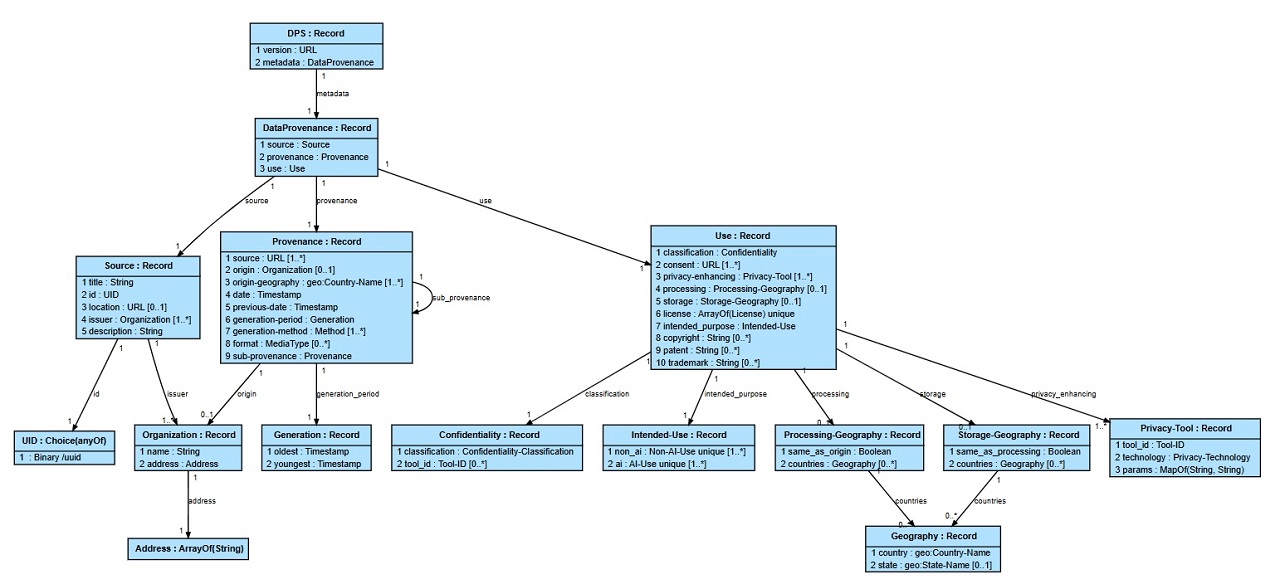 DPS : Record
1 version : URL
2 metadata : DataProvenance
1
metadata
1
DataProvenance : Record
1 source : Source
2 provenance : Provenance
3 use : Use
1
1
1
source
provenance
use
1
1
1
Source : Record
1 title : String
2 id : UID
3 location : URL [0..1]
4 issuer : Organization [1..*]
5 description : String
Provenance : Record
1 source : URL [1..*]
2 origin : Organization [0..1]
3 origin-geography : geo:Country-Name [1..*]
4 date : Timestamp
5 previous-date : Timestamp
6 generation-period : Generation
7 generation-method : Method [1..*]
8 format : MediaType [0..*]
9 sub-provenance : Provenance
1
sub_provenance
1
Use : Record
1 classification : Confidentiality
2 consent : URL [1..*]
3 privacy-enhancing : Privacy-Tool [1..*]
4 processing : Processing-Geography [0..1]
5 storage : Storage-Geography [0..1]
6 license : ArrayOf(License) unique
7 intended_purpose : Intended-Use
8 copyright : String [0..*]
9 patent : String [0..*]
10 trademark : String [0..*]
1
1
1
1
1
1
1
1
1
id
issuer
origin
generation_period
classification
intended_purpose
processing
storage
privacy_enhancing
1
1..*
0..1
1
1
1
0..1
0..1
1..*
UID : Choice(anyOf)
1 : Binary /uuid
Organization : Record
1 name : String
2 address : Address
Generation : Record
1 oldest : Timestamp
2 youngest : Timestamp
Confidentiality : Record
1 classification : Confidentiality-Classification
2 tool_id : Tool-ID [0..*]
Intended-Use : Record
1 non_ai : Non-AI-Use unique [1..*]
2 ai : AI-Use unique [1..*]
Processing-Geography : Record
1 same_as_origin : Boolean
2 countries : Geography [0..*]
Storage-Geography : Record
1 same_as_processing : Boolean
2 countries : Geography [0..*]
Privacy-Tool : Record
1 tool_id : Tool-ID
2 technology : Privacy-Technology
3 params : MapOf(String, String)
1
address
1
1
1
countries
countries
0..*
0..*
Address : ArrayOf(String)
Geography : Record
1 country : geo:Country-Name
2 state : geo:State-Name [0..1]